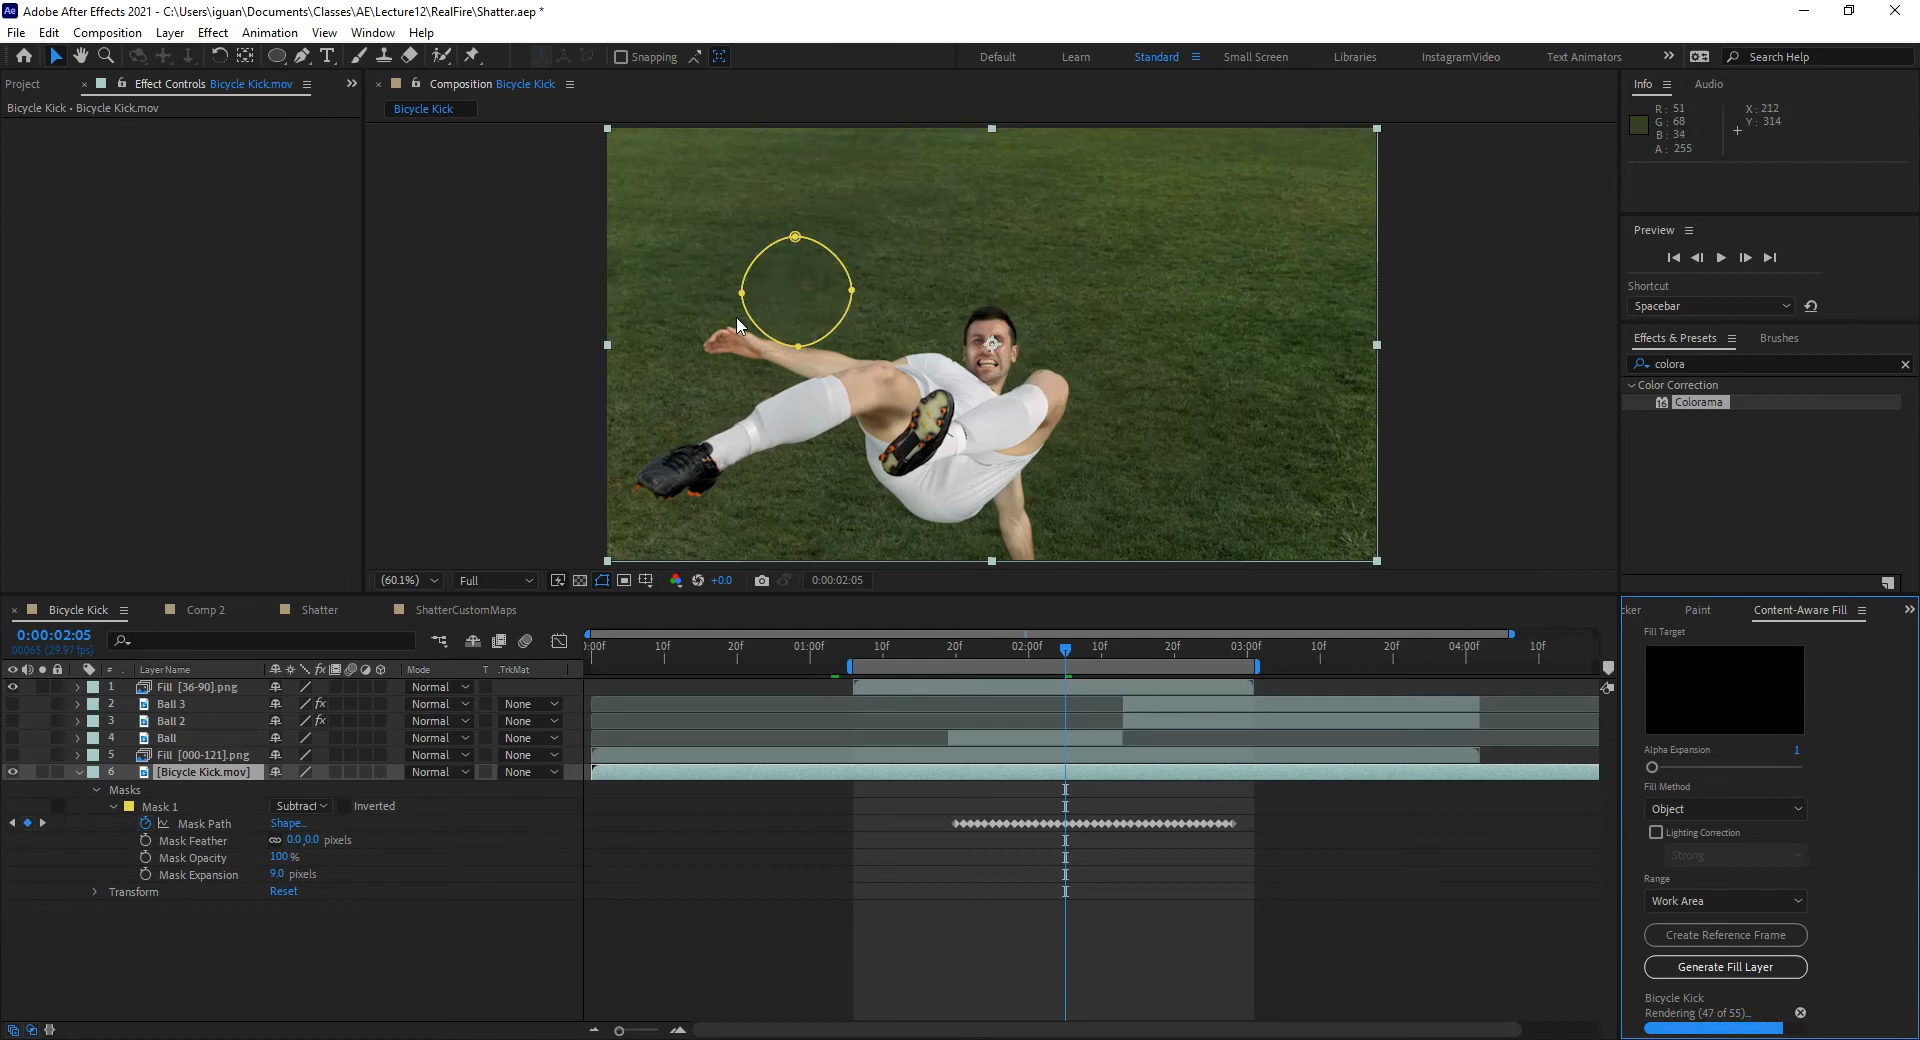 Ae Adobe After Effects 2021 - C:\Users\iguan\Documents\Classes\AE\Lecture12\RealFire\Shatter.aep *
File Edit Composition Layer Effect Animation View Window Help
Snapping Default Learn Standard Small Screen Libraries InstagramVideo Text Animators Search Help
Project Effect Controls Bicycle Kick.mov
Bicycle Kick • Bicycle Kick.mov
Composition Bicycle Kick
Bicycle Kick
(60.1%) Full +0.0 0:00:02:05
Info Audio
R: 51 X: 212
G: 68 Y: 314
B: 34
A: 255
Preview
Shortcut
Spacebar
Effects & Presets Brushes
colora
Color Correction
16 Colorama
Bicycle Kick Comp 2 Shatter ShatterCustomMaps
0:00:02:05
00065 (29.97 fps)
:00f 10f 20f 01:00f 10f 20f 02:00f 10f 20f 03:00f 10f 20f 04:00f 10f
# Layer Name fx Mode T .TrkMat
1 Fill [36-90].png Normal
2 Ball 3 fx Normal None
3 Ball 2 fx Normal None
4 Ball Normal None
5 Fill [000-121].png Normal None
6 [Bicycle Kick.mov] Normal None
Masks
Mask 1 Subtract Inverted
Mask Path Shape...
Mask Feather 0.0,0.0 pixels
Mask Opacity 100 %
Mask Expansion 9.0 pixels
Transform Reset
cker Paint Content-Aware Fill
Fill Target
Alpha Expansion 1
Fill Method
Object
Lighting Correction
Strong
Range
Work Area
Create Reference Frame
Generate Fill Layer
Bicycle Kick
Rendering (47 of 55)...